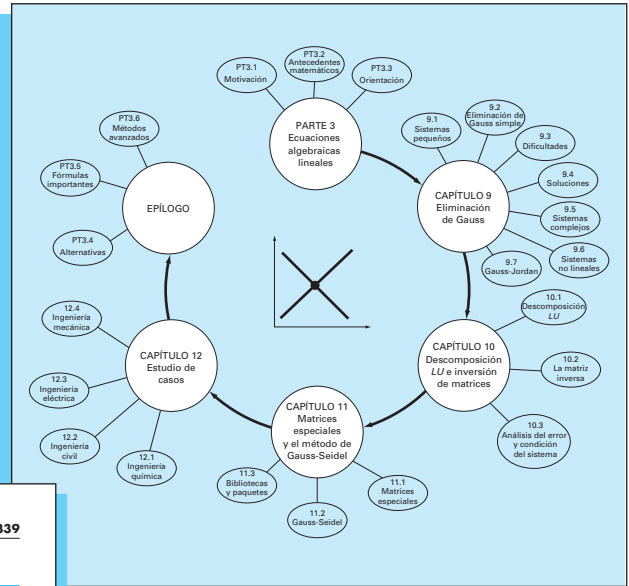 PT3.1
Motivación
PT3.2
Antecedentes
matemáticos
PT3.3
Orientación
PARTE 3
Ecuaciones
algebraicas
lineales
9.1
Sistemas
pequeños
9.2
Eliminación de
Gauss simple
9.3
Dificultades
9.4
Soluciones
9.5
Sistemas
complejos
9.6
Sistemas
no lineales
9.7
Gauss-Jordan
CAPÍTULO 9
Eliminación
de Gauss
10.1
Descomposición
LU
10.2
La matriz
inversa
10.3
Análisis del error
y condición
del sistema
CAPÍTULO 10
Descomposición
LU e inversión
de matrices
CAPÍTULO 11
Matrices
especiales
y el método de
Gauss-Seidel
11.1
Matrices
especiales
11.2
Gauss-Seidel
11.3
Bibliotecas
y paquetes
CAPÍTULO 12
Estudio de
casos
12.1
Ingeniería
química
12.2
Ingeniería
civil
12.3
Ingeniería
eléctrica
12.4
Ingeniería
mecánica
EPÍLOGO
PT3.4
Alternativas
PT3.5
Fórmulas
importantes
PT3.6
Métodos
avanzados
339